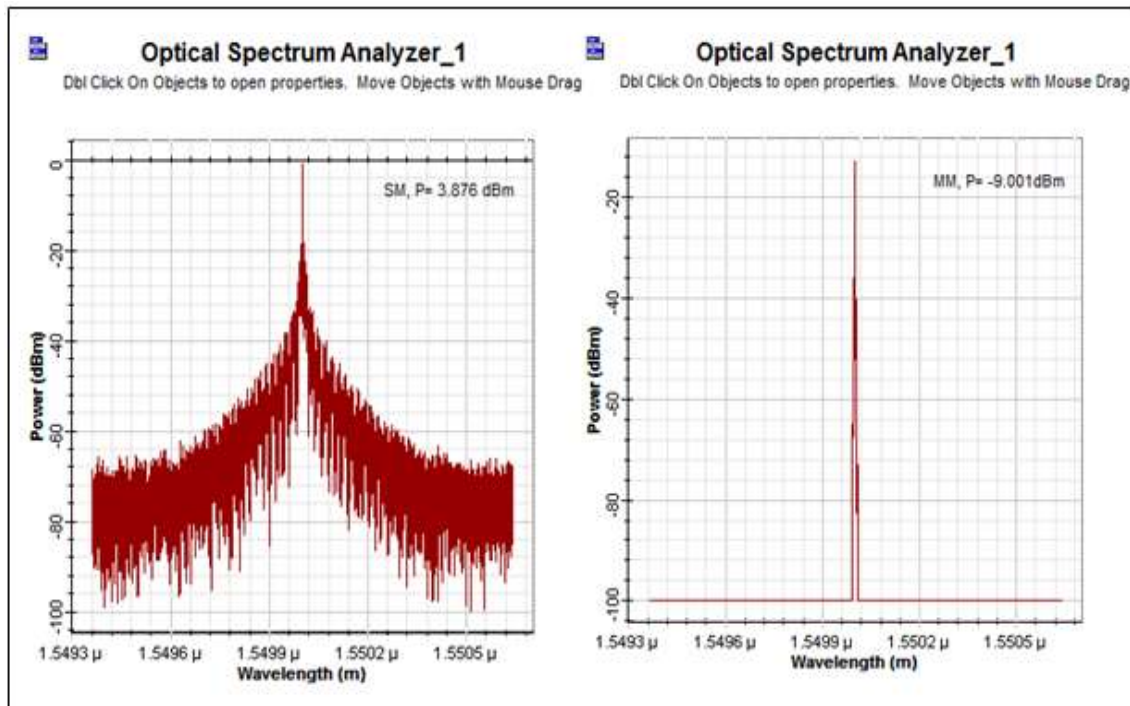 Optical Spectrum Analyzer_1
Dbl Click On Objects to open properties. Move Objects with Mouse Drag
SM, P= 3.876 dBm
0
-20
-40
-60
-80
-100
Power (dBm)
1.5493 µ 1.5496 µ 1.5499 µ 1.5502 µ 1.5505 µ
Wavelength (m)
Optical Spectrum Analyzer_1
Dbl Click On Objects to open properties. Move Objects with Mouse Drag
MM, P= -9.001dBm
-20
-40
-60
-80
-100
Power (dBm)
1.5493 µ 1.5496 µ 1.5499 µ 1.5502 µ 1.5505 µ
Wavelength (m)